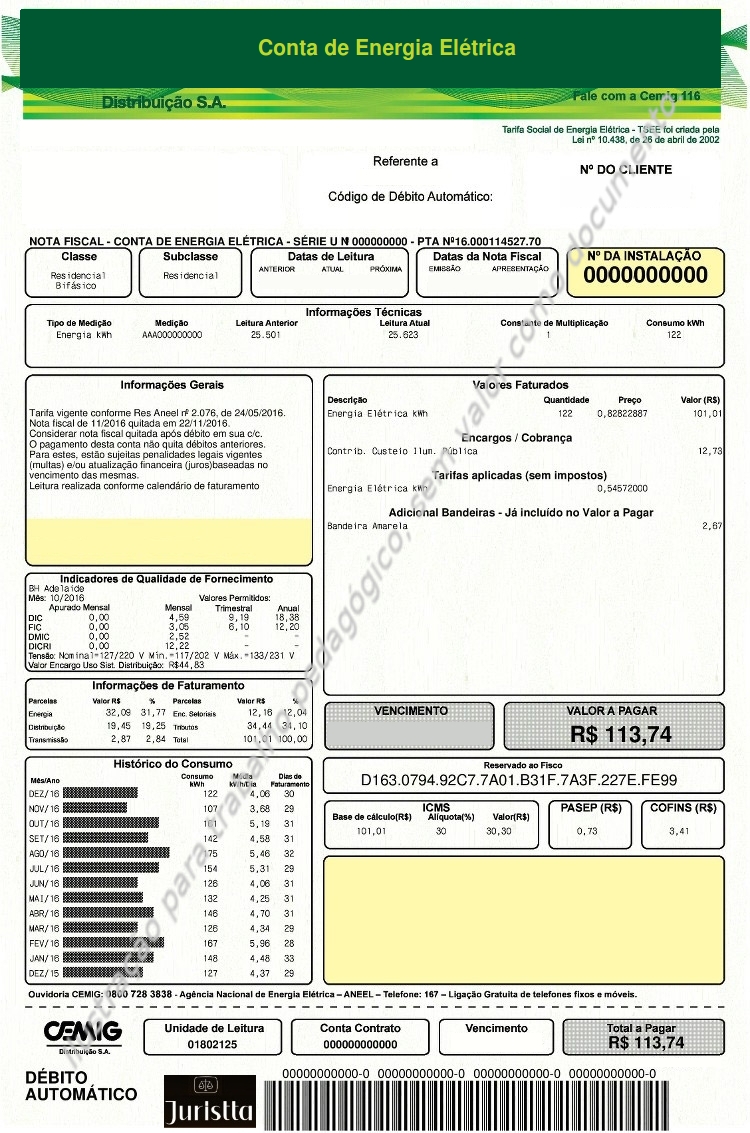 Conta de Energia Elétrica
Distribuição S.A.
Fale com a Cemig 116
Tarifa Social de Energia Elétrica - TSEE foi criada pela
Lei nº 10.438, de 26 de abril de 2002
Referente a
Nº DO CLIENTE
Código de Débito Automático:
NOTA FISCAL - CONTA DE ENERGIA ELÉTRICA - SÉRIE U Nº 000000000 - PTA Nº16.000114527.70
Classe
Residencial
Bifásico
Subclasse
Residencial
Datas de Leitura
ANTERIOR ATUAL PRÓXIMA
Datas da Nota Fiscal
EMISSÃO APRESENTAÇÃO
Nº DA INSTALAÇÃO
0000000000
Informações Técnicas
Tipo de Medição Medição Leitura Anterior Leitura Atual Constante de Multiplicação Consumo kWh
Energia kWh AAA000000000 25.501 25.623 1 122
Informações Gerais
Tarifa vigente conforme Res Aneel nº 2.076, de 24/05/2016.
Nota fiscal de 11/2016 quitada em 22/11/2016.
Considerar nota fiscal quitada após débito em sua c/c.
O pagamento desta conta não quita débitos anteriores.
Para estes, estão sujeitas penalidades legais vigentes
(multas) e/ou atualização financeira (juros)baseadas no
vencimento das mesmas.
Leitura realizada conforme calendário de faturamento
Valores Faturados
Descrição Quantidade Preço Valor (R$)
Energia Elétrica kWh 122 0,82822887 101,01
Encargos / Cobrança
Contrib. Custeio Ilum. Pública 12,73
Tarifas aplicadas (sem impostos)
Energia Elétrica kWh 0,54572000
Adicional Bandeiras - Já incluído no Valor a Pagar
Bandeira Amarela 2,67
Indicadores de Qualidade de Fornecimento
BH Adelaide
Mês: 10/2016 Valores Permitidos:
Apurado Mensal Mensal Trimestral Anual
DIC 0,00 4,59 9,19 18,38
FIC 0,00 3,05 6,10 12,20
DMIC 0,00 2,52 - -
DICRI 0,00 12,22 - -
Tensão: Nominal=127/220 V Mín.=117/202 V Máx.=133/231 V
Valor Encargo Uso Sist. Distribuição: R$44,83
Informações de Faturamento
Parcelas Valor R$ % Parcelas Valor R$ %
Energia 32,09 31,77 Enc. Setoriais 12,16 12,04
Distribuição 19,45 19,25 Tributos 34,44 34,10
Transmissão 2,87 2,84 Total 101,01 100,00
VENCIMENTO
VALOR A PAGAR
R$ 113,74
Histórico do Consumo
Mês/Ano Consumo kWh Média kWh/Dia Dias de Faturamento
DEZ/16 122 4,06 30
NOV/16 107 3,68 29
OUT/16 161 5,19 31
SET/16 142 4,58 31
AGO/16 175 5,46 32
JUL/16 154 5,31 29
JUN/16 126 4,06 31
MAI/16 132 4,25 31
ABR/16 146 4,70 31
MAR/16 126 4,34 29
FEV/16 167 5,96 28
JAN/16 148 4,48 33
DEZ/15 127 4,37 29
Reservado ao Fisco
D163.0794.92C7.7A01.B31F.7A3F.227E.FE99
ICMS
Base de cálculo(R$) Alíquota(%) Valor(R$)
101,01 30 30,30
PASEP (R$)
0,73
COFINS (R$)
3,41
Ouvidoria CEMIG: 0800 728 3838 - Agência Nacional de Energia Elétrica – ANEEL – Telefone: 167 – Ligação Gratuita de telefones fixos e móveis.
CEMIG
Distribuição S.A.
Unidade de Leitura
01802125
Conta Contrato
000000000000
Vencimento
Total a Pagar
R$ 113,74
DÉBITO
AUTOMÁTICO
Juristta
00000000000-0 00000000000-0 00000000000-0 00000000000-0
Ilustração para trabalho pedagógico, sem valor como documento